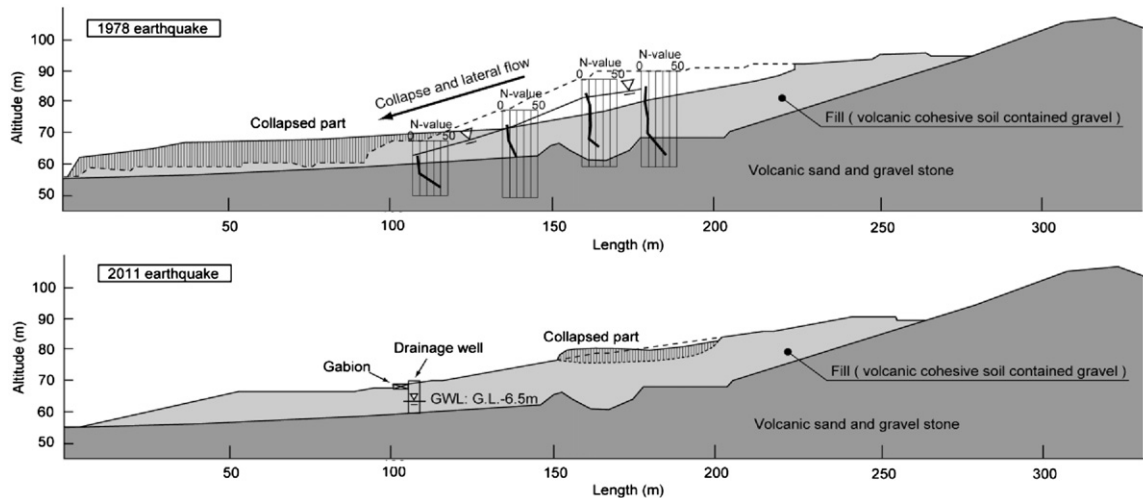 1978 earthquake
Altitude (m)
100
90
80
70
60
50
N-value
0 50
N-value
0 50
N-value
0 50
N-value
0 50
Collapse and lateral flow
Collapsed part
Fill ( volcanic cohesive soil contained gravel )
Volcanic sand and gravel stone
50
100
150
200
250
300
Length (m)
2011 earthquake
Altitude (m)
100
90
80
70
60
50
Collapsed part
Drainage well
Gabion
GWL: G.L.-6.5m
Fill ( volcanic cohesive soil contained gravel )
Volcanic sand and gravel stone
50
100
150
200
250
300
Length (m)